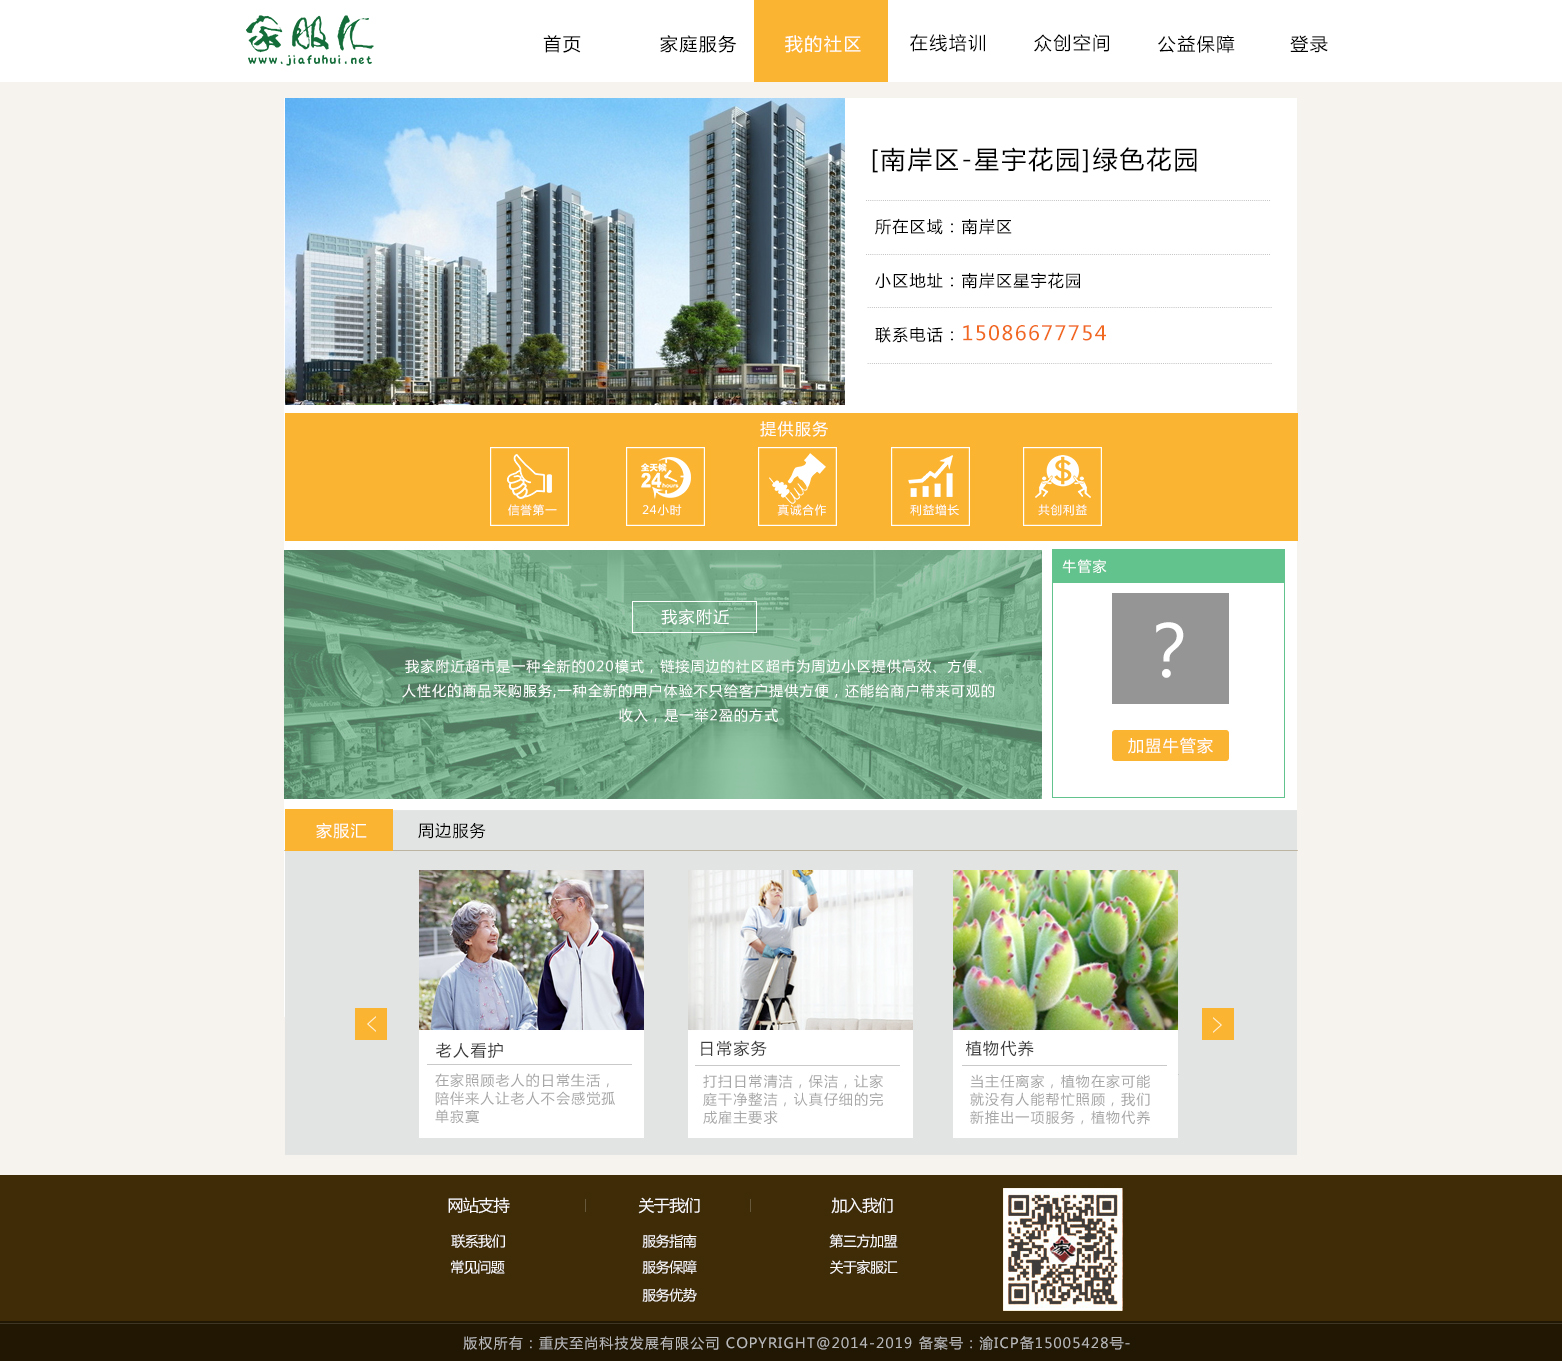 家服汇
www.jiafuhui.net
首页
家庭服务
我的社区
在线培训
众创空间
公益保障
登录
[南岸区-星宇花园]绿色花园
所在区域：南岸区
小区地址：南岸区星宇花园
联系电话：15086677754
提供服务
全天候
24
hours
信誉第一
24小时
真诚合作
利益增长
共创利益
我家附近
我家附近超市是一种全新的020模式，链接周边的社区超市为周边小区提供高效、方便、
人性化的商品采购服务,一种全新的用户体验不只给客户提供方便，还能给商户带来可观的
收入，是一举2盈的方式
牛管家
?
加盟牛管家
家服汇
周边服务
老人看护
在家照顾老人的日常生活，
陪伴来人让老人不会感觉孤
单寂寞
日常家务
打扫日常清洁，保洁，让家
庭干净整洁，认真仔细的完
成雇主要求
植物代养
当主任离家，植物在家可能
就没有人能帮忙照顾，我们
新推出一项服务，植物代养
网站支持
关于我们
加入我们
联系我们
服务指南
第三方加盟
常见问题
服务保障
关于家服汇
服务优势
家
版权所有：重庆至尚科技发展有限公司 COPYRIGHT@2014-2019 备案号：渝ICP备15005428号-